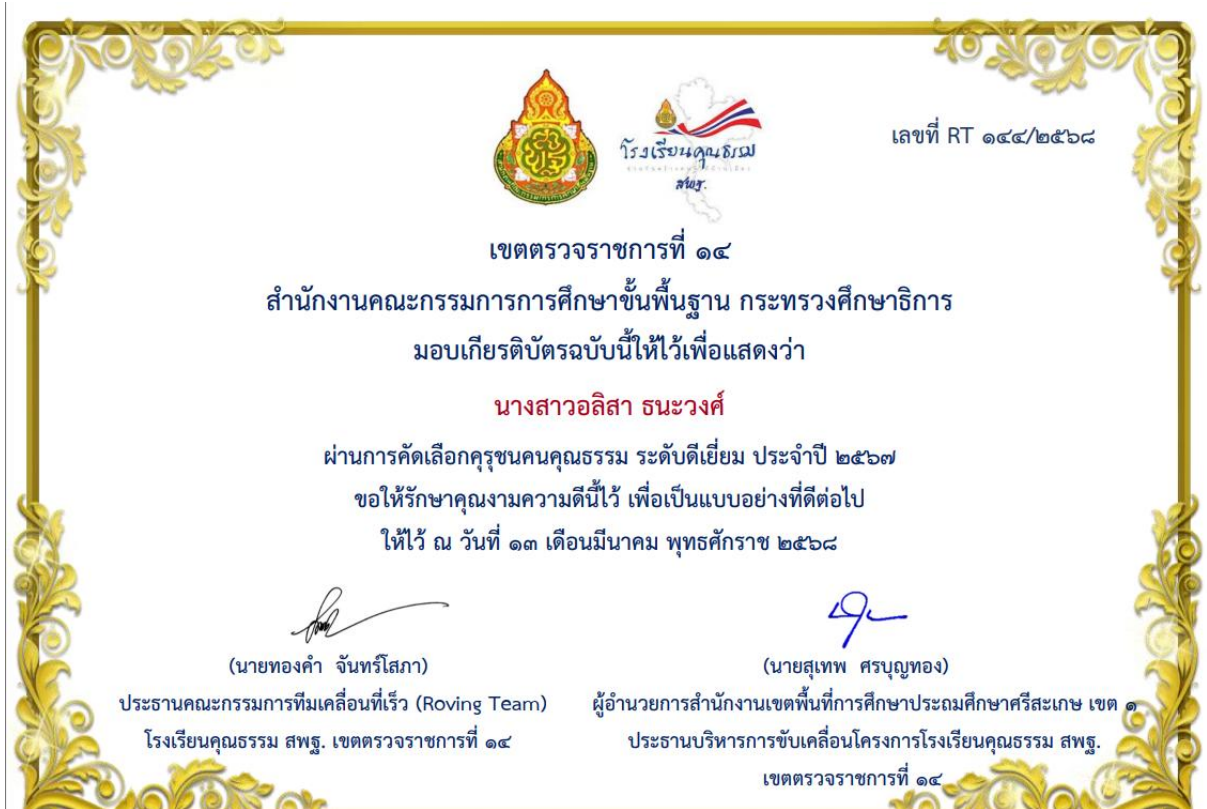 เลขที่ RT ๑๔๔/๒๕๖๘
โรงเรียนคุณธรรม
สพฐ.
เขตตรวจราชการที่ ๑๔
สำนักงานคณะกรรมการการศึกษาขั้นพื้นฐาน กระทรวงศึกษาธิการ
มอบเกียรติบัตรฉบับนี้ให้ไว้เพื่อแสดงว่า
นางสาวอลิสา ธนะวงศ์
ผ่านการคัดเลือกคุรุชนคนคุณธรรม ระดับดีเยี่ยม ประจำปี ๒๕๖๗
ขอให้รักษาคุณงามความดีนี้ไว้ เพื่อเป็นแบบอย่างที่ดีต่อไป
ให้ไว้ ณ วันที่ ๑๓ เดือนมีนาคม พุทธศักราช ๒๕๖๘
(นายทองคำ จันทร์โสภา)
ประธานคณะกรรมการทีมเคลื่อนที่เร็ว (Roving Team)
โรงเรียนคุณธรรม สพฐ. เขตตรวจราชการที่ ๑๔
(นายสุเทพ ศรบุญทอง)
ผู้อำนวยการสำนักงานเขตพื้นที่การศึกษาประถมศึกษาศรีสะเกษ เขต ๑
ประธานบริหารการขับเคลื่อนโครงการโรงเรียนคุณธรรม สพฐ.
เขตตรวจราชการที่ ๑๔